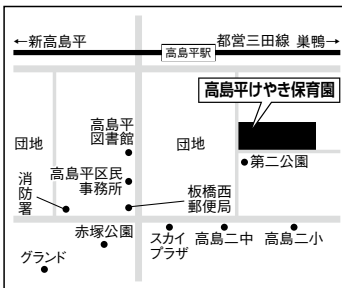 ←新高島平
都営三田線 巣鴨→
高島平駅
高島平けやき保育園
高島平
図書館
団地
団地
第二公園
高島平区民
事務所
消防署
板橋西
郵便局
赤塚公園
スカイ
プラザ
高島二中
高島二小
グランド